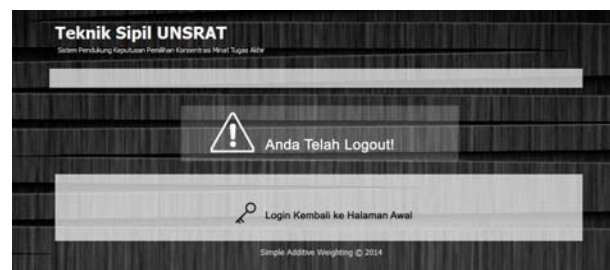 Teknik Sipil UNSRAT
Sistem Pendukung Keputusan Pemilihan Konsentrasi Minat Tugas Akhir
Anda Telah Logout!
Login Kembali ke Halaman Awal
Simple Additive Weighting © 2014